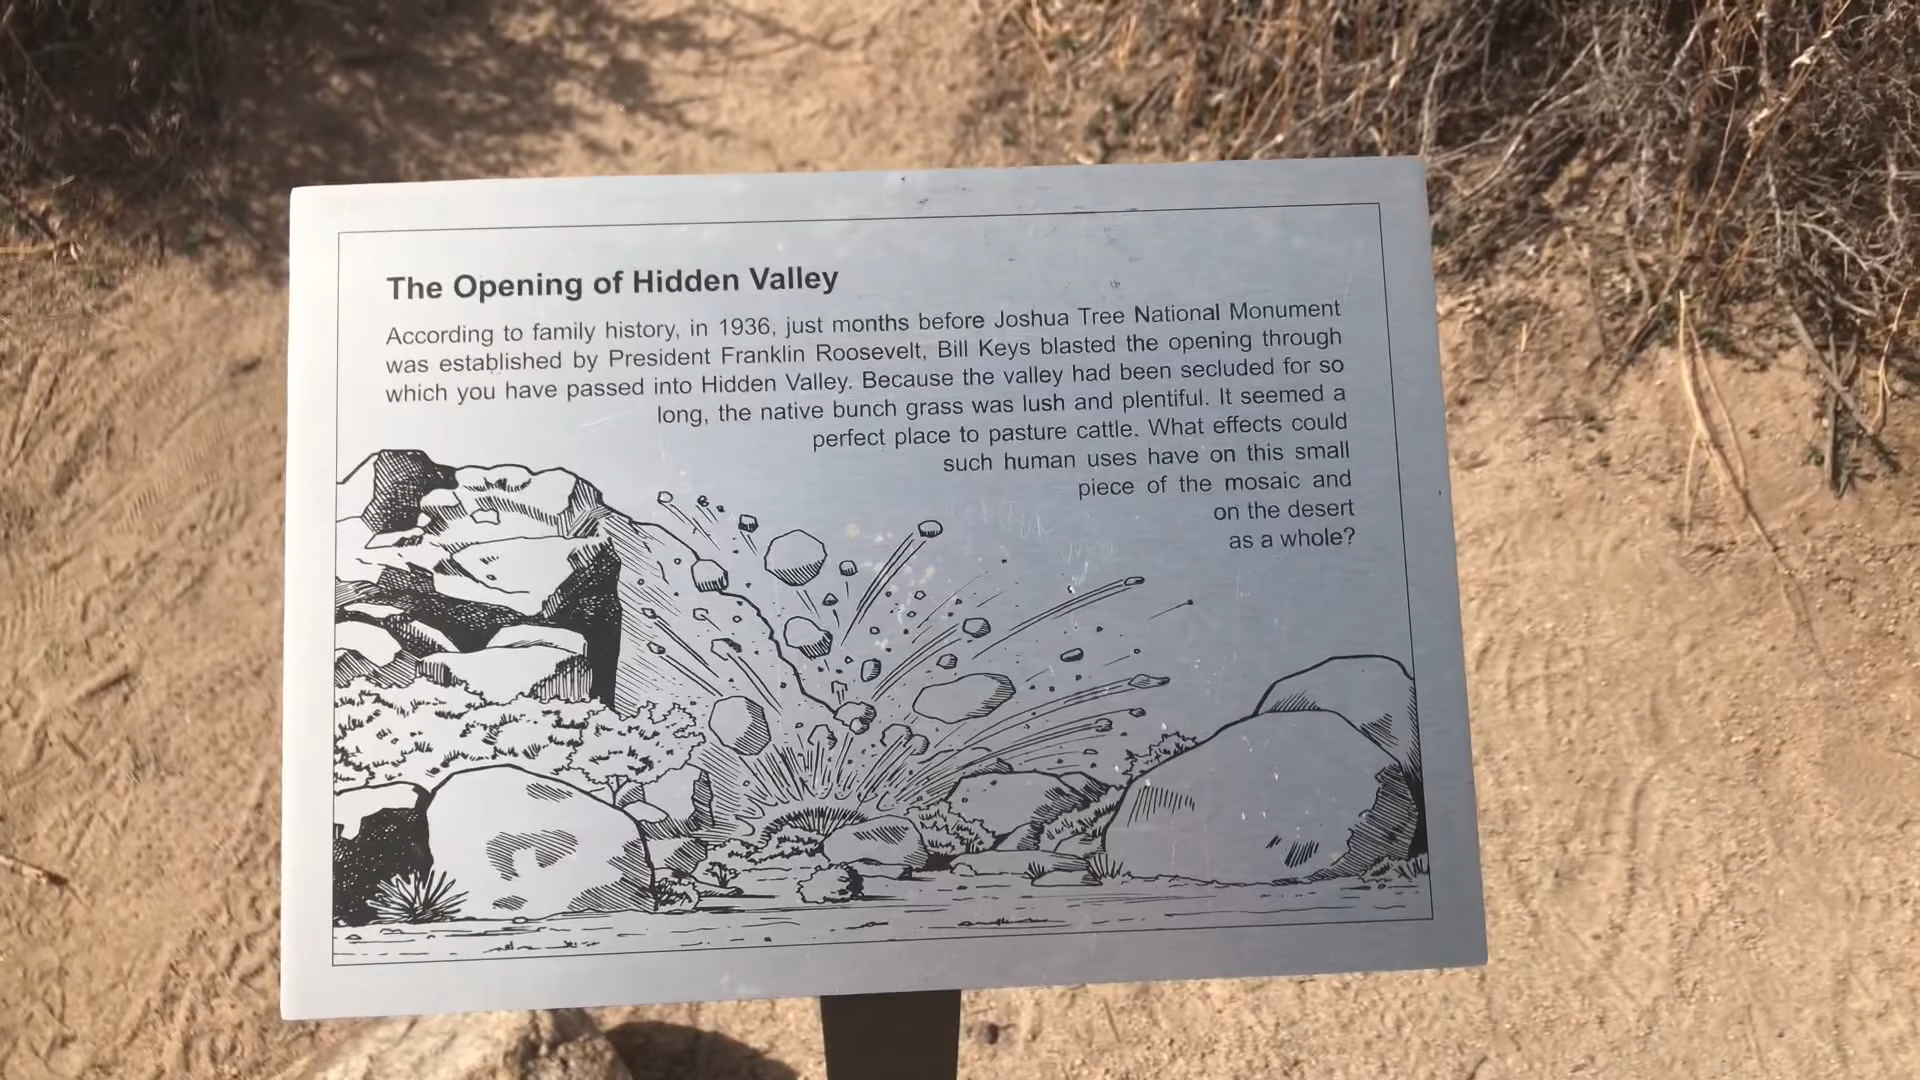 The Opening of Hidden Valley
According to family history, in 1936, just months before Joshua Tree National Monument
was established by President Franklin Roosevelt, Bill Keys blasted the opening through
which you have passed into Hidden Valley. Because the valley had been secluded for so
long, the native bunch grass was lush and plentiful. It seemed a
perfect place to pasture cattle. What effects could
such human uses have on this small
piece of the mosaic and
on the desert
as a whole?